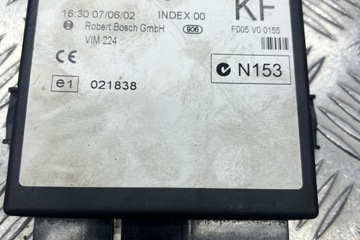 16:30 07/06/02 INDEX 00 KF
Robert Bosch GmbH 906 F005 V0 0155
VIM 224
CE N153
e1 021838